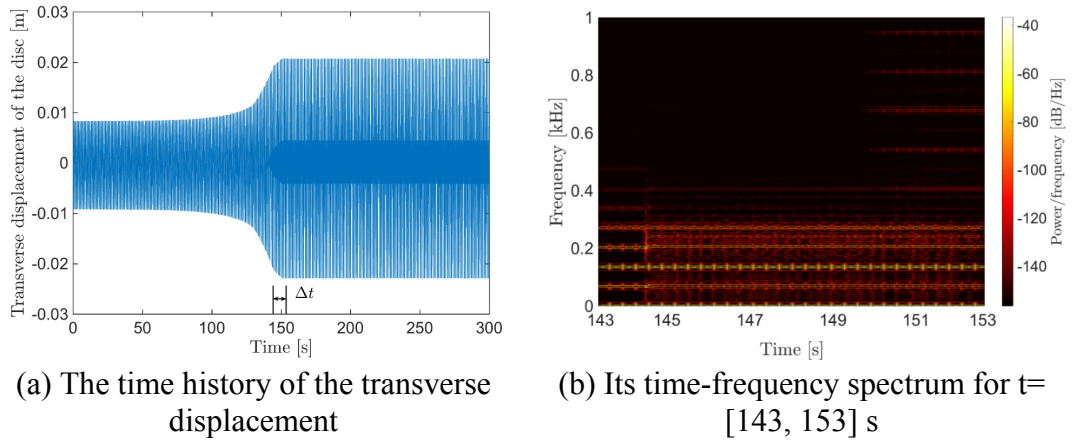 0.03
0.02
0.01
0
-0.01
-0.02
-0.03
Transverse displacement of the disc [m]
Δt
0 50 100 150 200 250 300
Time [s]
1
0.8
0.6
0.4
0.2
0
Frequency [kHz]
143 145 147 149 151 153
Time [s]
-40
-60
-80
-100
-120
-140
Power/frequency [dB/Hz]
(a) The time history of the transverse
displacement
(b) Its time-frequency spectrum for t=
[143, 153] s